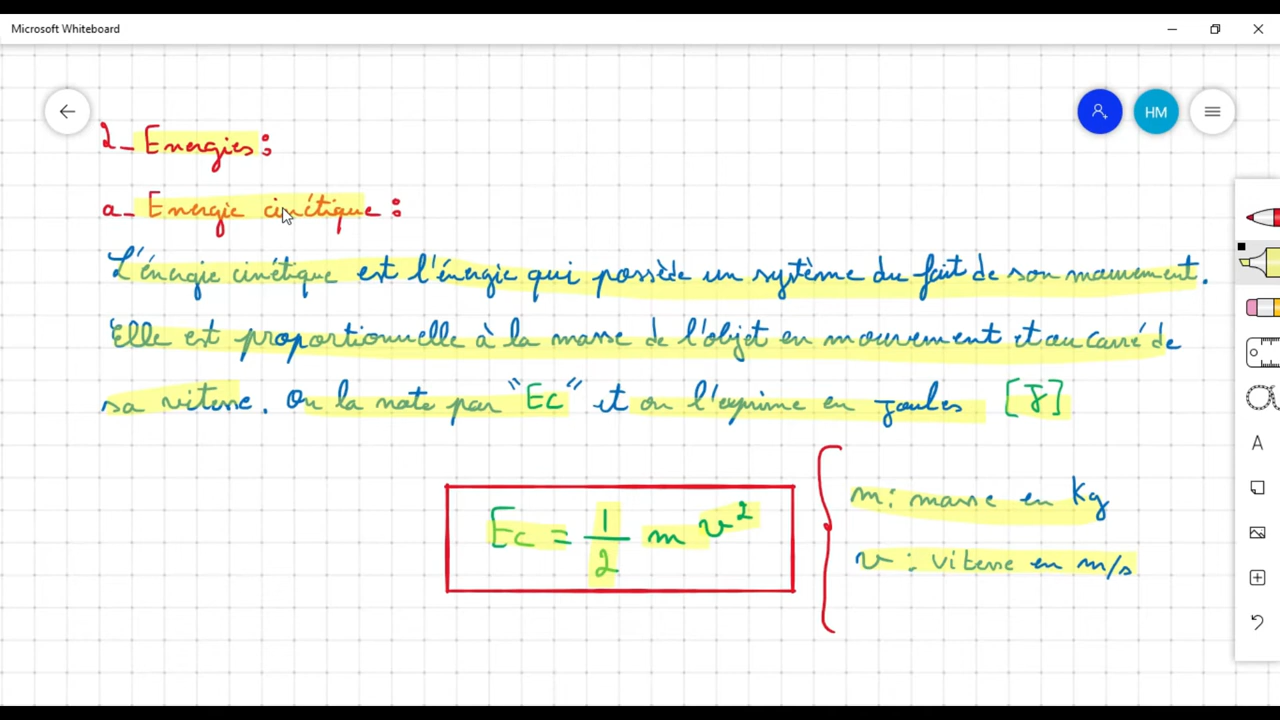 Microsoft Whiteboard
HM
2_ Energies :
a_ Energie cinétique :
L'énergie cinétique est l'énergie qui possède un système du fait de son mouvement.
Elle est proportionnelle à la masse de l'objet en mouvement et au carré de
sa vitesse. On la note par "Ec" et on l'exprime en Joules [J]
Ec = 1/2 m v²
m : masse en Kg
v : vitesse en m/s
A